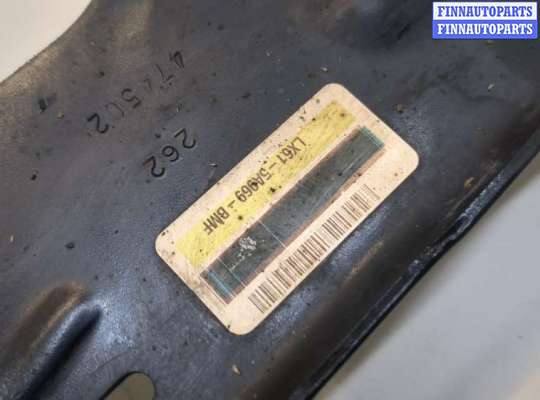 FINNAUTOPARTS
FINNAUTOPARTS
474502
262
LX61-5A969-BMF